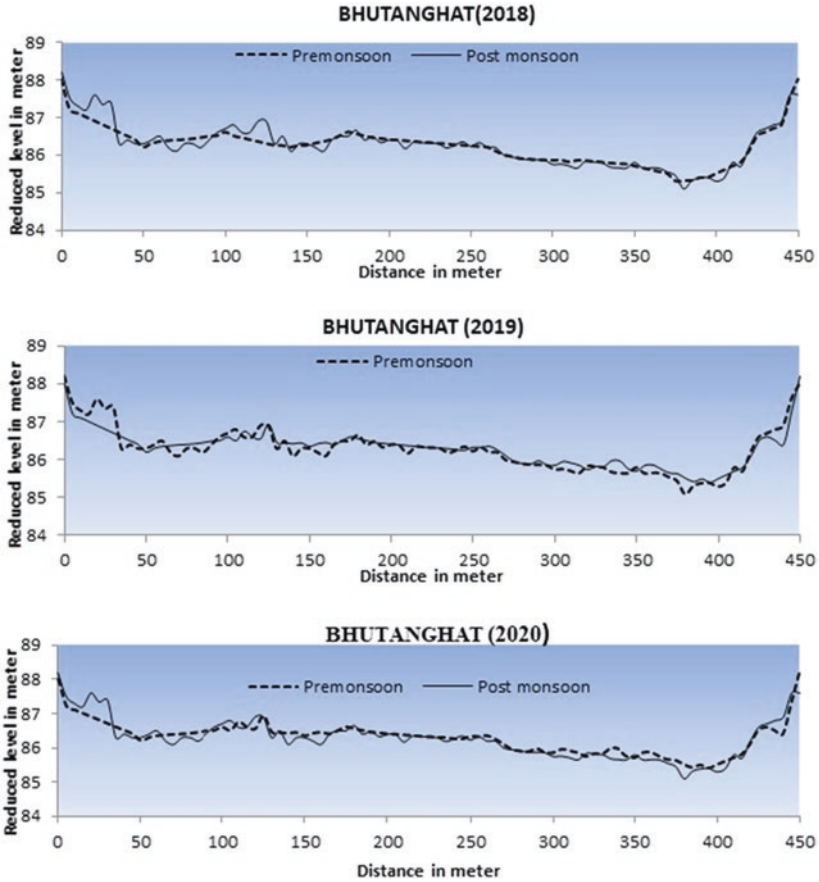 BHUTANGHAT(2018)
Reduced level in meter
89
88
87
86
85
84
Premonsoon Post monsoon
0 50 100 150 200 250 300 350 400 450
Distance in meter
BHUTANGHAT (2019)
Reduced level in meter
89
88
87
86
85
84
Premonsoon
0 50 100 150 200 250 300 350 400 450
Distance in meter
BHUTANGHAT (2020)
Reduced level in meter
89
88
87
86
85
84
Premonsoon Post monsoon
0 50 100 150 200 250 300 350 400 450
Distance in meter